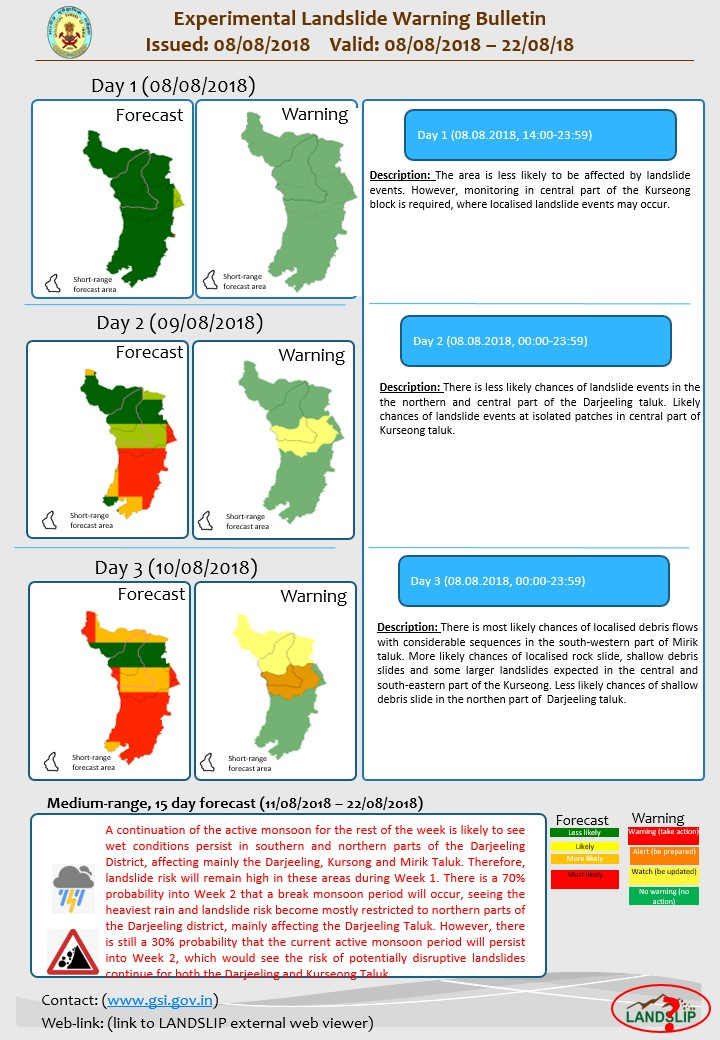 Experimental Landslide Warning Bulletin
Issued: 08/08/2018 Valid: 08/08/2018 – 22/08/18
Day 1 (08/08/2018)
Forecast
Warning
Short-range
forecast area
Short-range
forecast area
Day 1 (08.08.2018, 14:00-23:59)
Description: The area is less likely to be affected by landslide
events. However, monitoring in central part of the Kurseong
block is required, where localised landslide events may occur.
Day 2 (09/08/2018)
Forecast
Warning
Short-range
forecast area
Short-range
forecast area
Day 2 (08.08.2018, 00:00-23:59)
Description: There is less likely chances of landslide events in the
the northern and central part of the Darjeeling taluk. Likely
chances of landslide events at isolated patches in central part of
Kurseong taluk.
Day 3 (10/08/2018)
Forecast
Warning
Short-range
forecast area
Short-range
forecast area
Day 3 (08.08.2018, 00:00-23:59)
Description: There is most likely chances of localised debris flows
with considerable sequences in the south-western part of Mirik
taluk. More likely chances of localised rock slide, shallow debris
slides and some larger landslides expected in the central and
south-eastern part of the Kurseong. Less likely chances of shallow
debris slide in the northen part of Darjeeling taluk.
Medium-range, 15 day forecast (11/08/2018 – 22/08/2018)
A continuation of the active monsoon for the rest of the week is likely to see
wet conditions persist in southern and northern parts of the Darjeeling
District, affecting mainly the Darjeeling, Kursong and Mirik Taluk. Therefore,
landslide risk will remain high in these areas during Week 1. There is a 70%
probability into Week 2 that a break monsoon period will occur, seeing the
heaviest rain and landslide risk become mostly restricted to northern parts of
the Darjeeling district, mainly affecting the Darjeeling Taluk. However, there
is still a 30% probability that the current active monsoon period will persist
into Week 2, which would see the risk of potentially disruptive landslides
continue for both the Darjeeling and Kurseong Taluk.
Forecast
Less likely
Likely
More likely
Most likely
Warning
Warning (take action)
Alert (be prepared)
Watch (be updated)
No warning (no
action)
Contact: (www.gsi.gov.in)
Web-link: (link to LANDSLIP external web viewer)
LANDSLIP
?